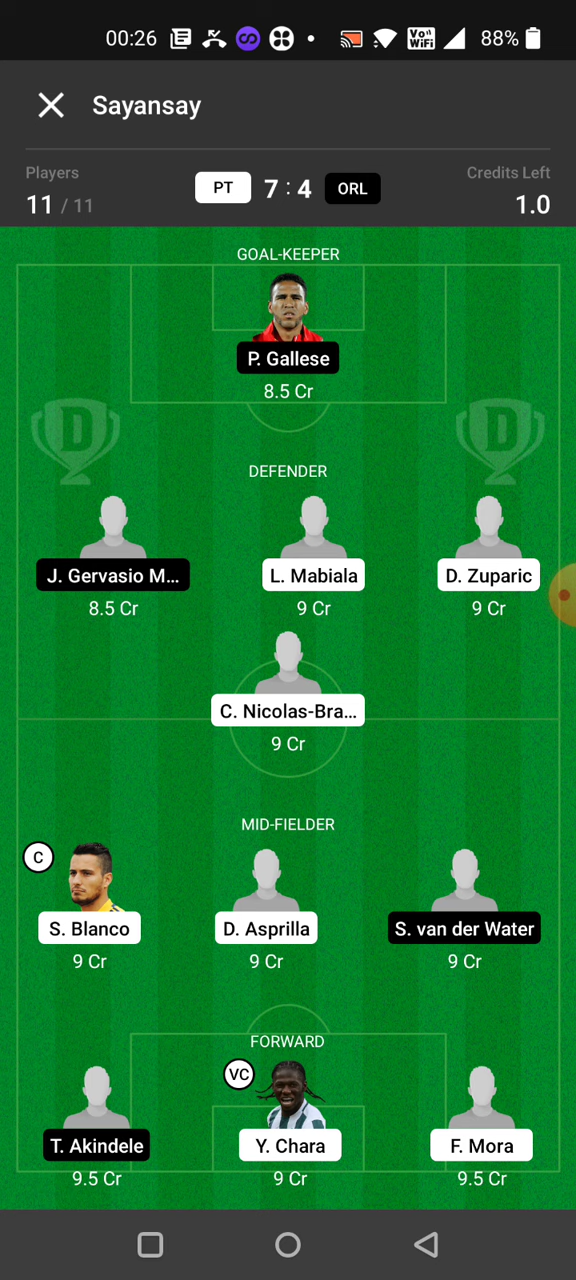 00:26
Vo))
WiFi
88%
Sayansay
Players
11 / 11
PT 7 : 4 ORL
Credits Left
1.0
GOAL-KEEPER
P. Gallese
8.5 Cr
D D
DEFENDER
J. Gervasio M... L. Mabiala D. Zuparic
8.5 Cr 9 Cr 9 Cr
C. Nicolas-Bra...
9 Cr
MID-FIELDER
C
S. Blanco D. Asprilla S. van der Water
9 Cr 9 Cr 9 Cr
FORWARD
VC
T. Akindele Y. Chara F. Mora
9.5 Cr 9 Cr 9.5 Cr